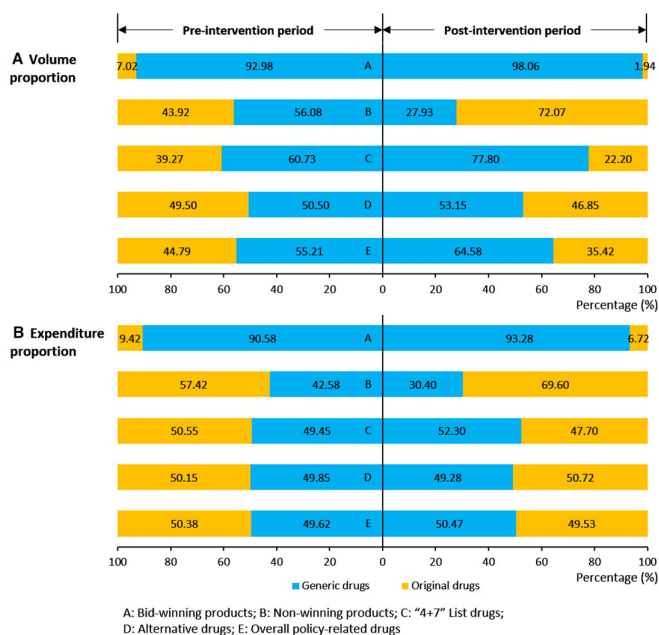 Pre-intervention period Post-intervention period
A Volume proportion
7.02 92.98 A 98.06 1.94
43.92 56.08 B 27.93 72.07
39.27 60.73 C 77.80 22.20
49.50 50.50 D 53.15 46.85
44.79 55.21 E 64.58 35.42
100 80 60 40 20 0 20 40 60 80 100
Percentage (%)
B Expenditure proportion
9.42 90.58 A 93.28 6.72
57.42 42.58 B 30.40 69.60
50.55 49.45 C 52.30 47.70
50.15 49.85 D 49.28 50.72
50.38 49.62 E 50.47 49.53
100 80 60 40 20 0 20 40 60 80 100
Percentage (%)
Generic drugs Original drugs
A: Bid-winning products; B: Non-winning products; C: “4+7” List drugs;
D: Alternative drugs; E: Overall policy-related drugs